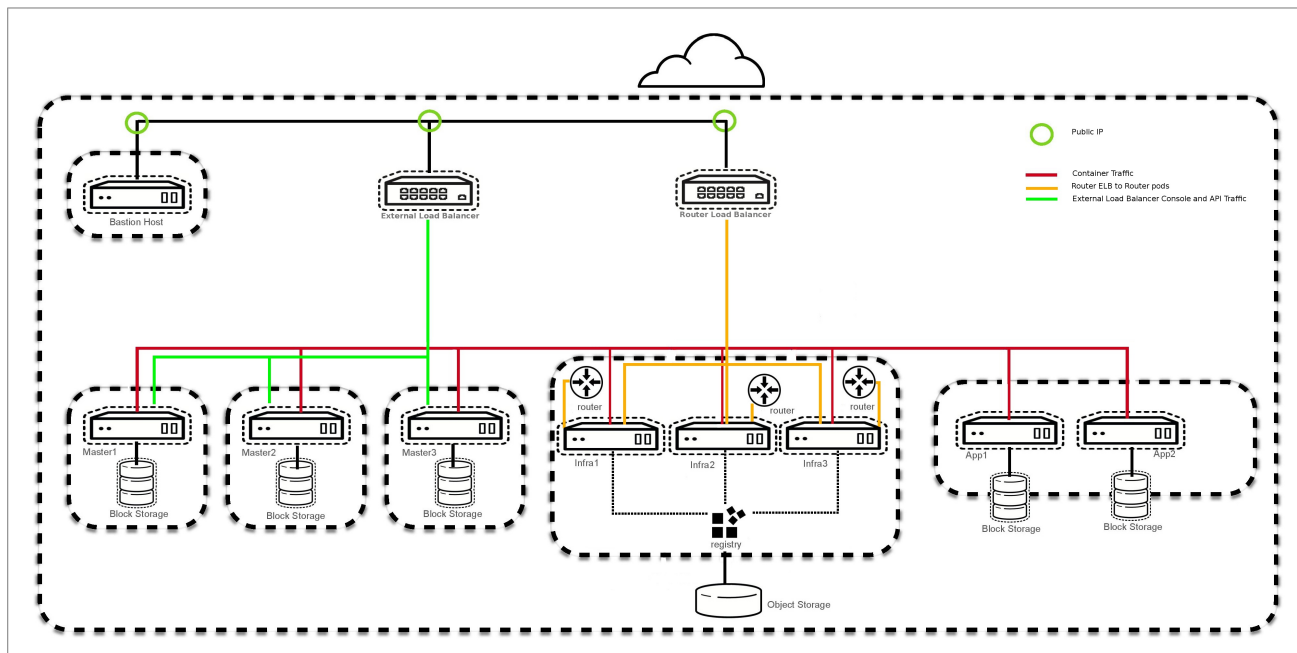 Public IP
Container Traffic
Router ELB to Router pods
External Load Balancer Console and API Traffic
Bastion Host
External Load Balancer
Router Load Balancer
router
router
router
Master1
Master2
Master3
Infra1
Infra2
Infra3
App1
App2
Block Storage
Block Storage
Block Storage
Block Storage
Block Storage
registry
Object Storage